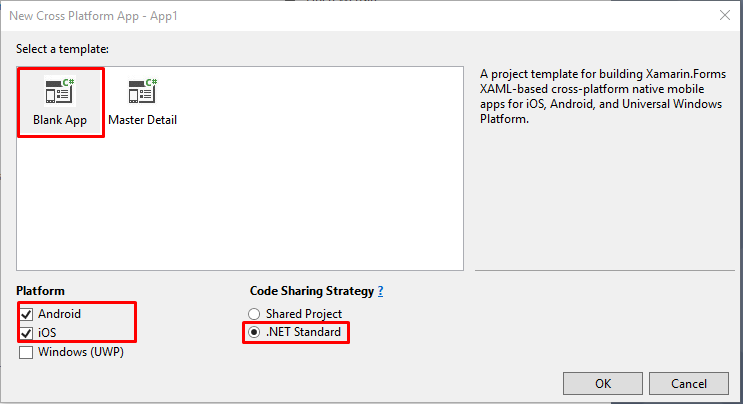 New Cross Platform App - App1
Select a template:
C#
C#
Blank App
Master Detail
A project template for building Xamarin.Forms
XAML-based cross-platform native mobile
apps for iOS, Android, and Universal Windows
Platform.
Platform
Android
iOS
Windows (UWP)
Code Sharing Strategy ?
Shared Project
.NET Standard
OK
Cancel